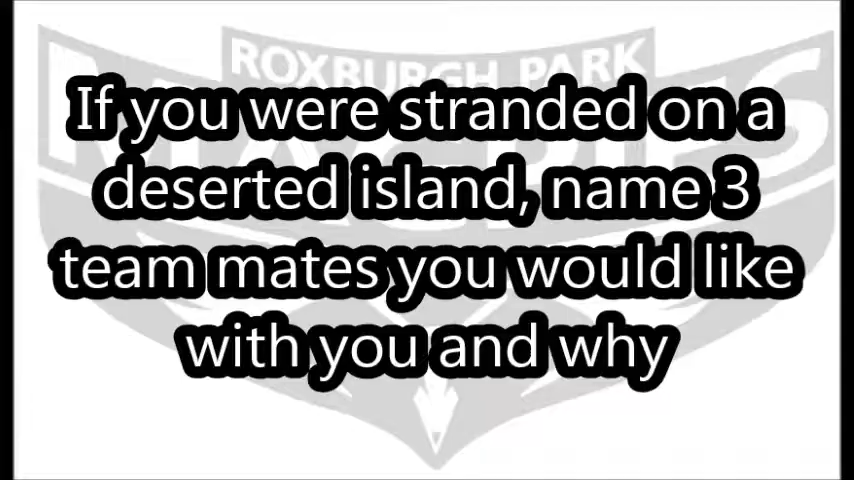 ROXBURGH PARK
MAGPIES
If you were stranded on a
deserted island, name 3
team mates you would like
with you and why